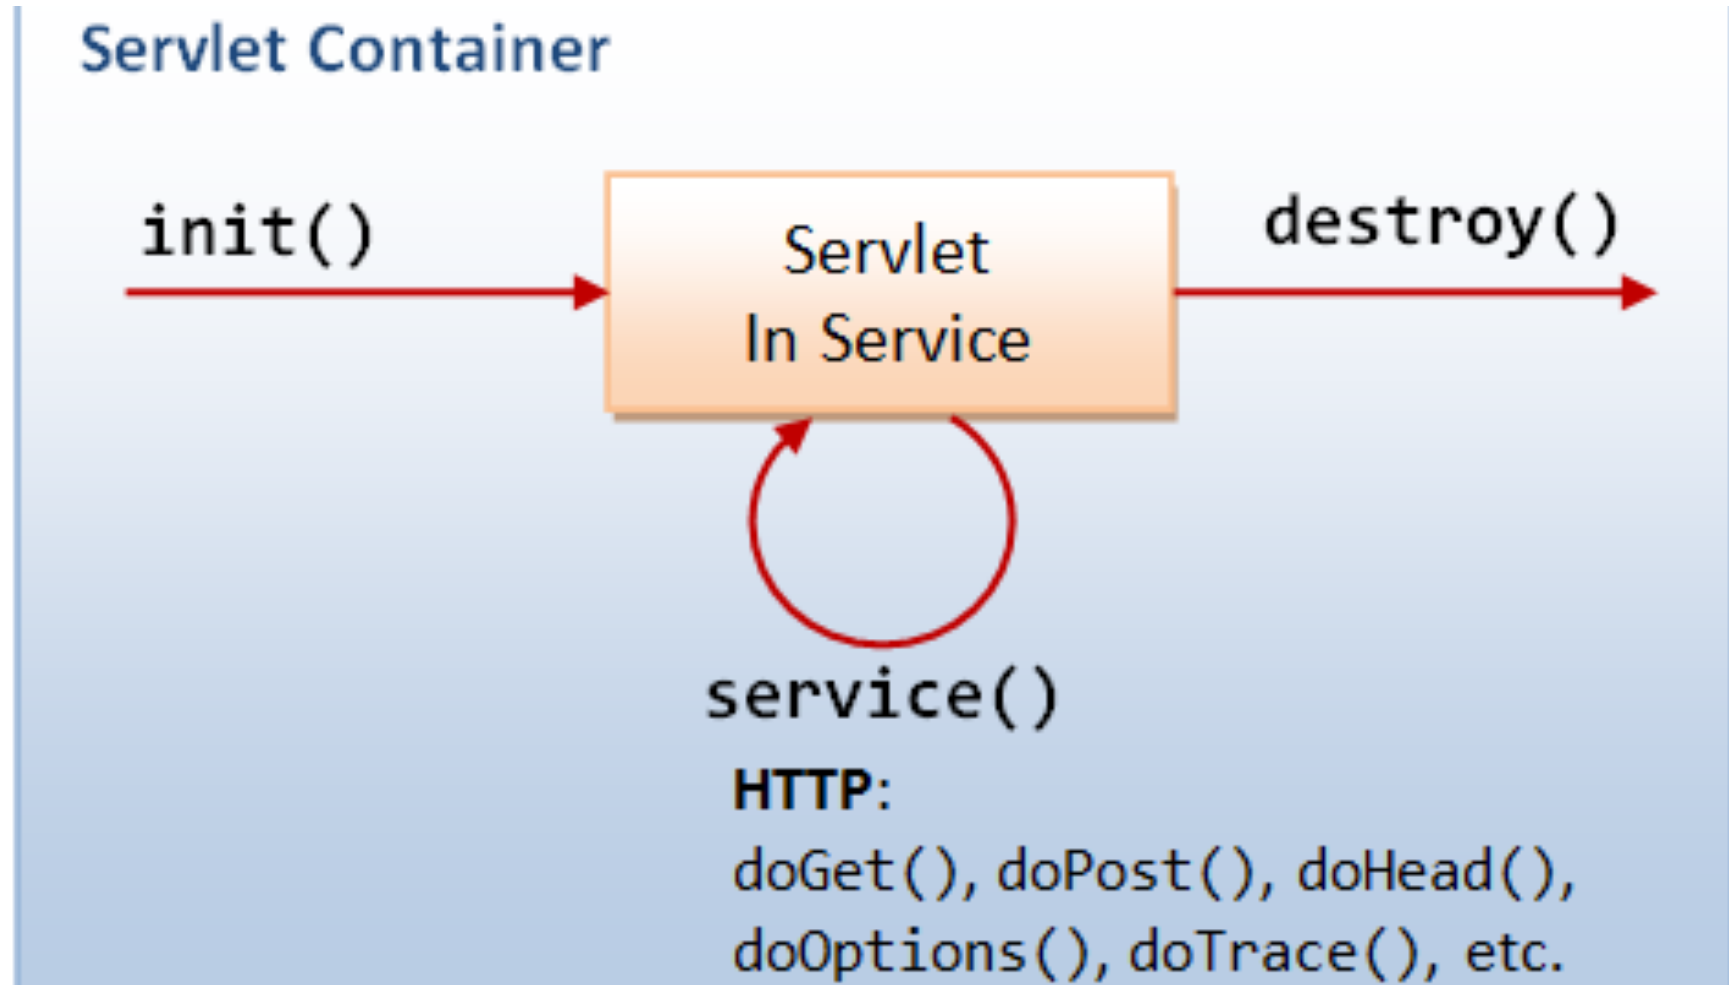 Servlet Container
init()
Servlet
In Service
destroy()
service()
HTTP:
doGet(), doPost(), doHead(),
doOptions(), doTrace(), etc.